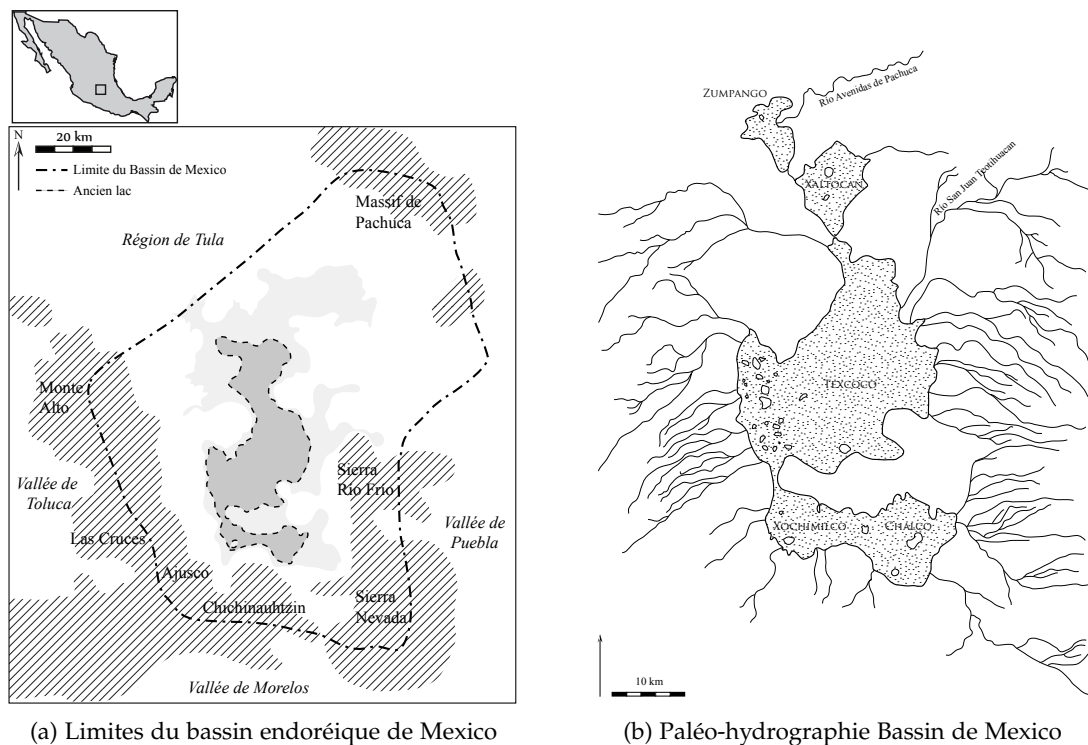 N
20 km
Limite du Bassin de Mexico
Ancien lac
Massif de
Pachuca
Région de Tula
Monte
Alto
Vallée de
Toluca
Sierra
Rio Frio
Vallée de
Puebla
Las Cruces
Ajusco
Chichinauhtzin
Sierra
Nevada
Vallée de Morelos
(a) Limites du bassin endoréique de Mexico
Zumpango
Río Avenidas de Pachuca
Xaltocan
Río San Juan Teotihuacan
Texcoco
Xochimilco
Chalco
10 km
(b) Paléo-hydrographie Bassin de Mexico